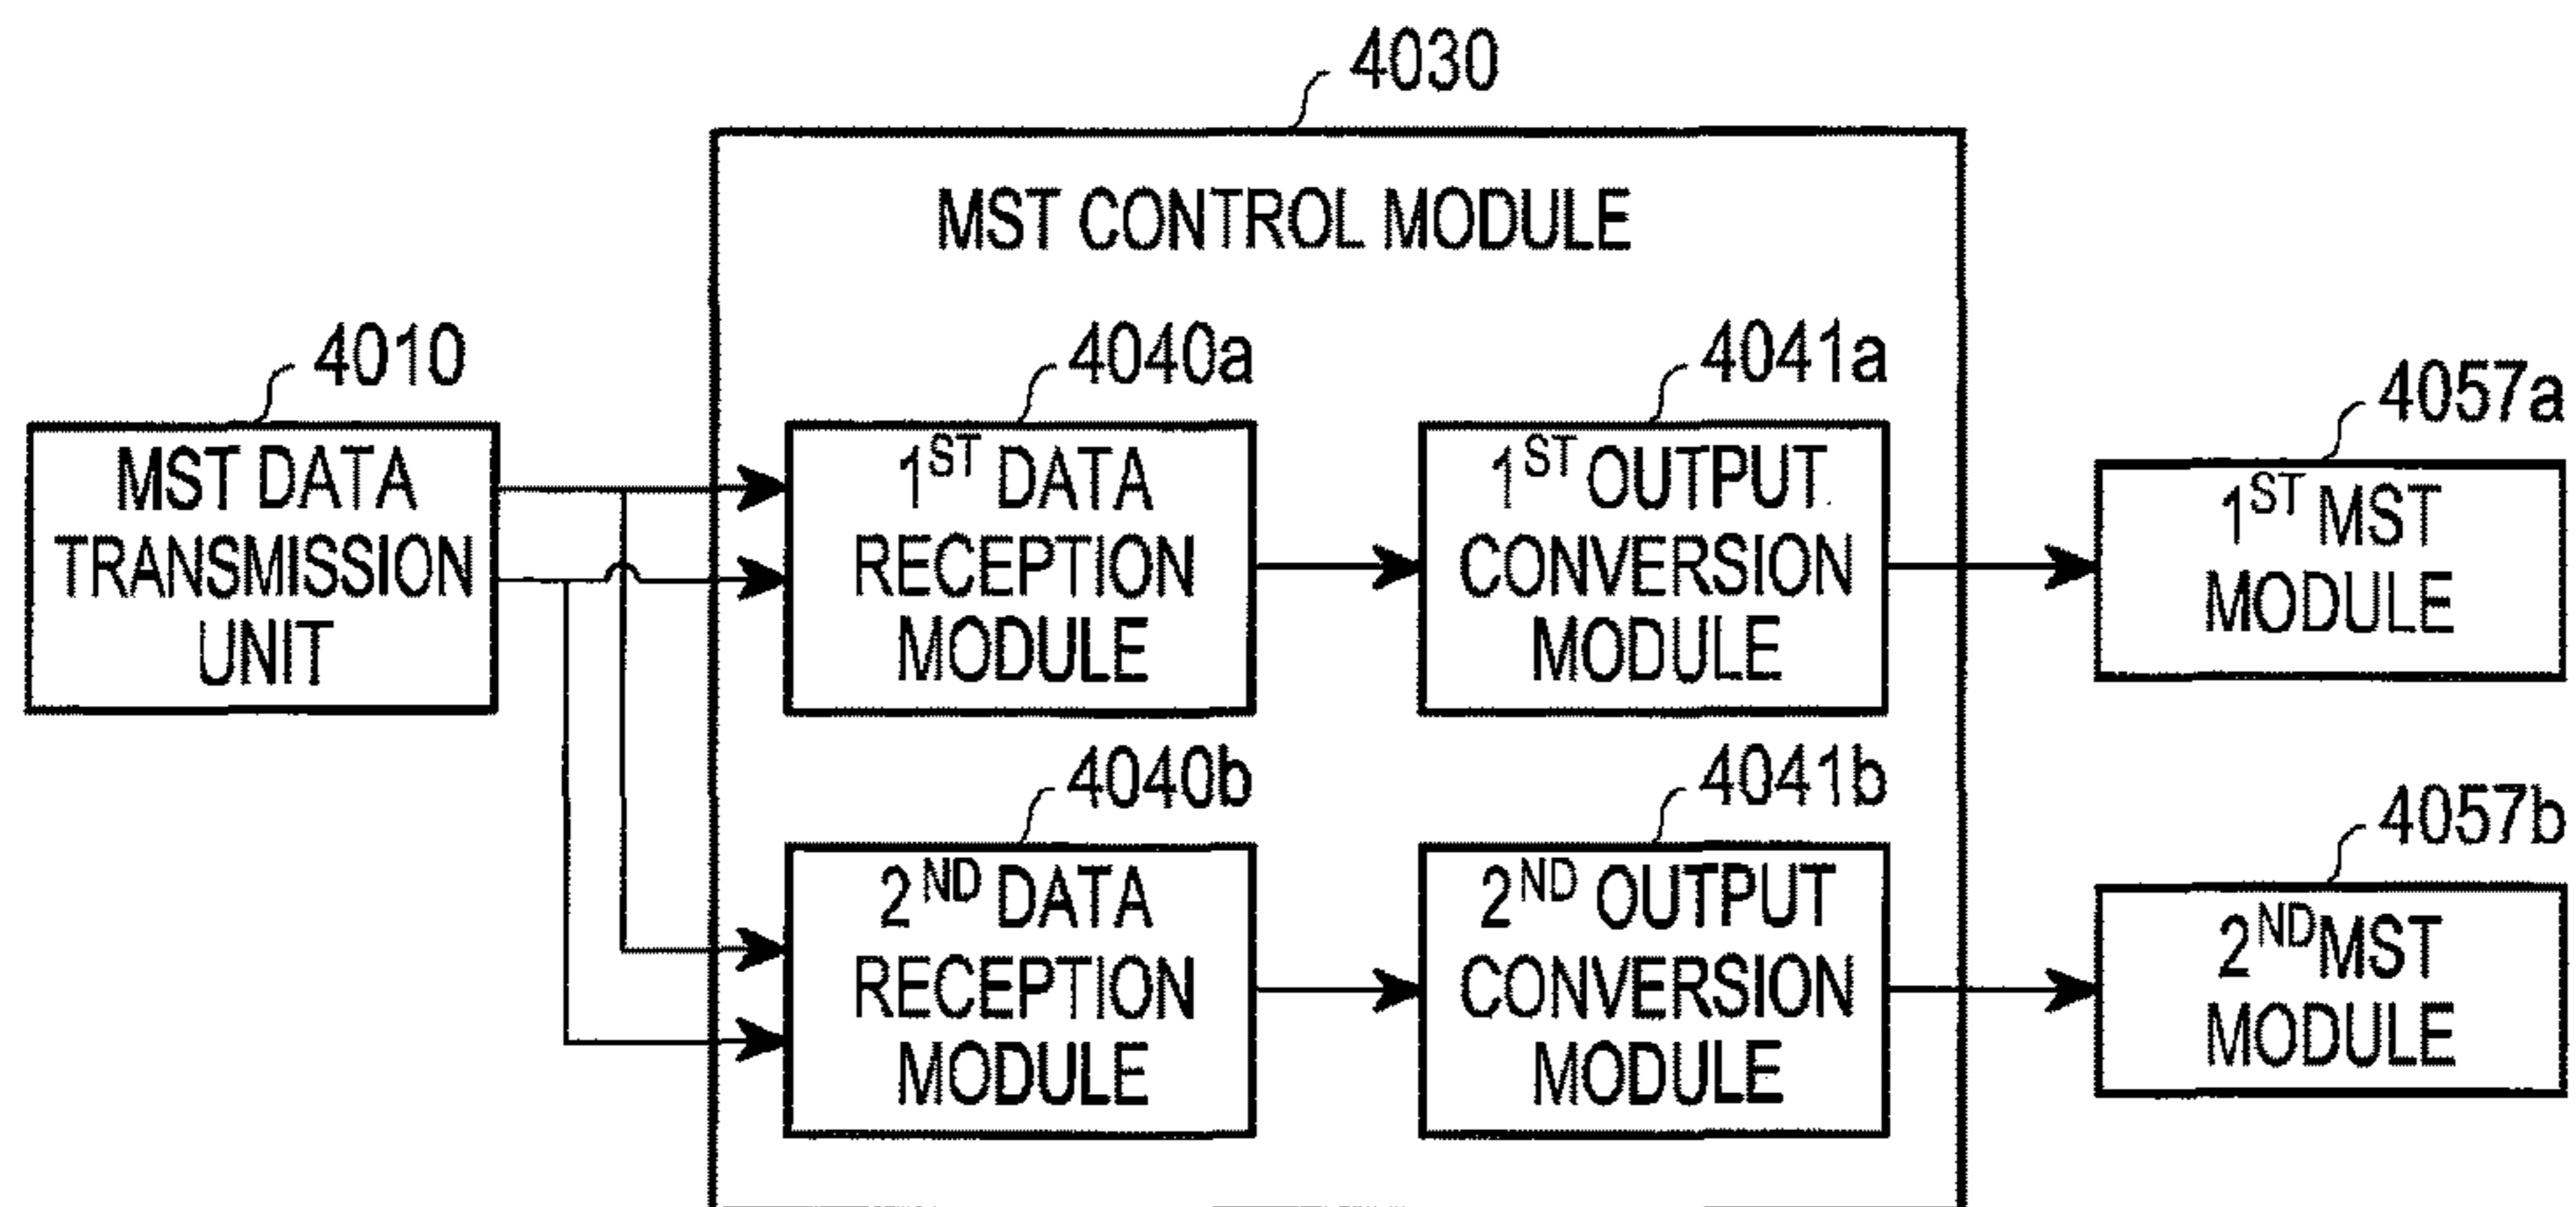 4030
MST CONTROL MODULE
4010
MST DATA
TRANSMISSION
UNIT
4040a
1ST DATA
RECEPTION
MODULE
4041a
1ST OUTPUT
CONVERSION
MODULE
4057a
1ST MST
MODULE
4040b
2ND DATA
RECEPTION
MODULE
4041b
2ND OUTPUT
CONVERSION
MODULE
4057b
2ND MST
MODULE